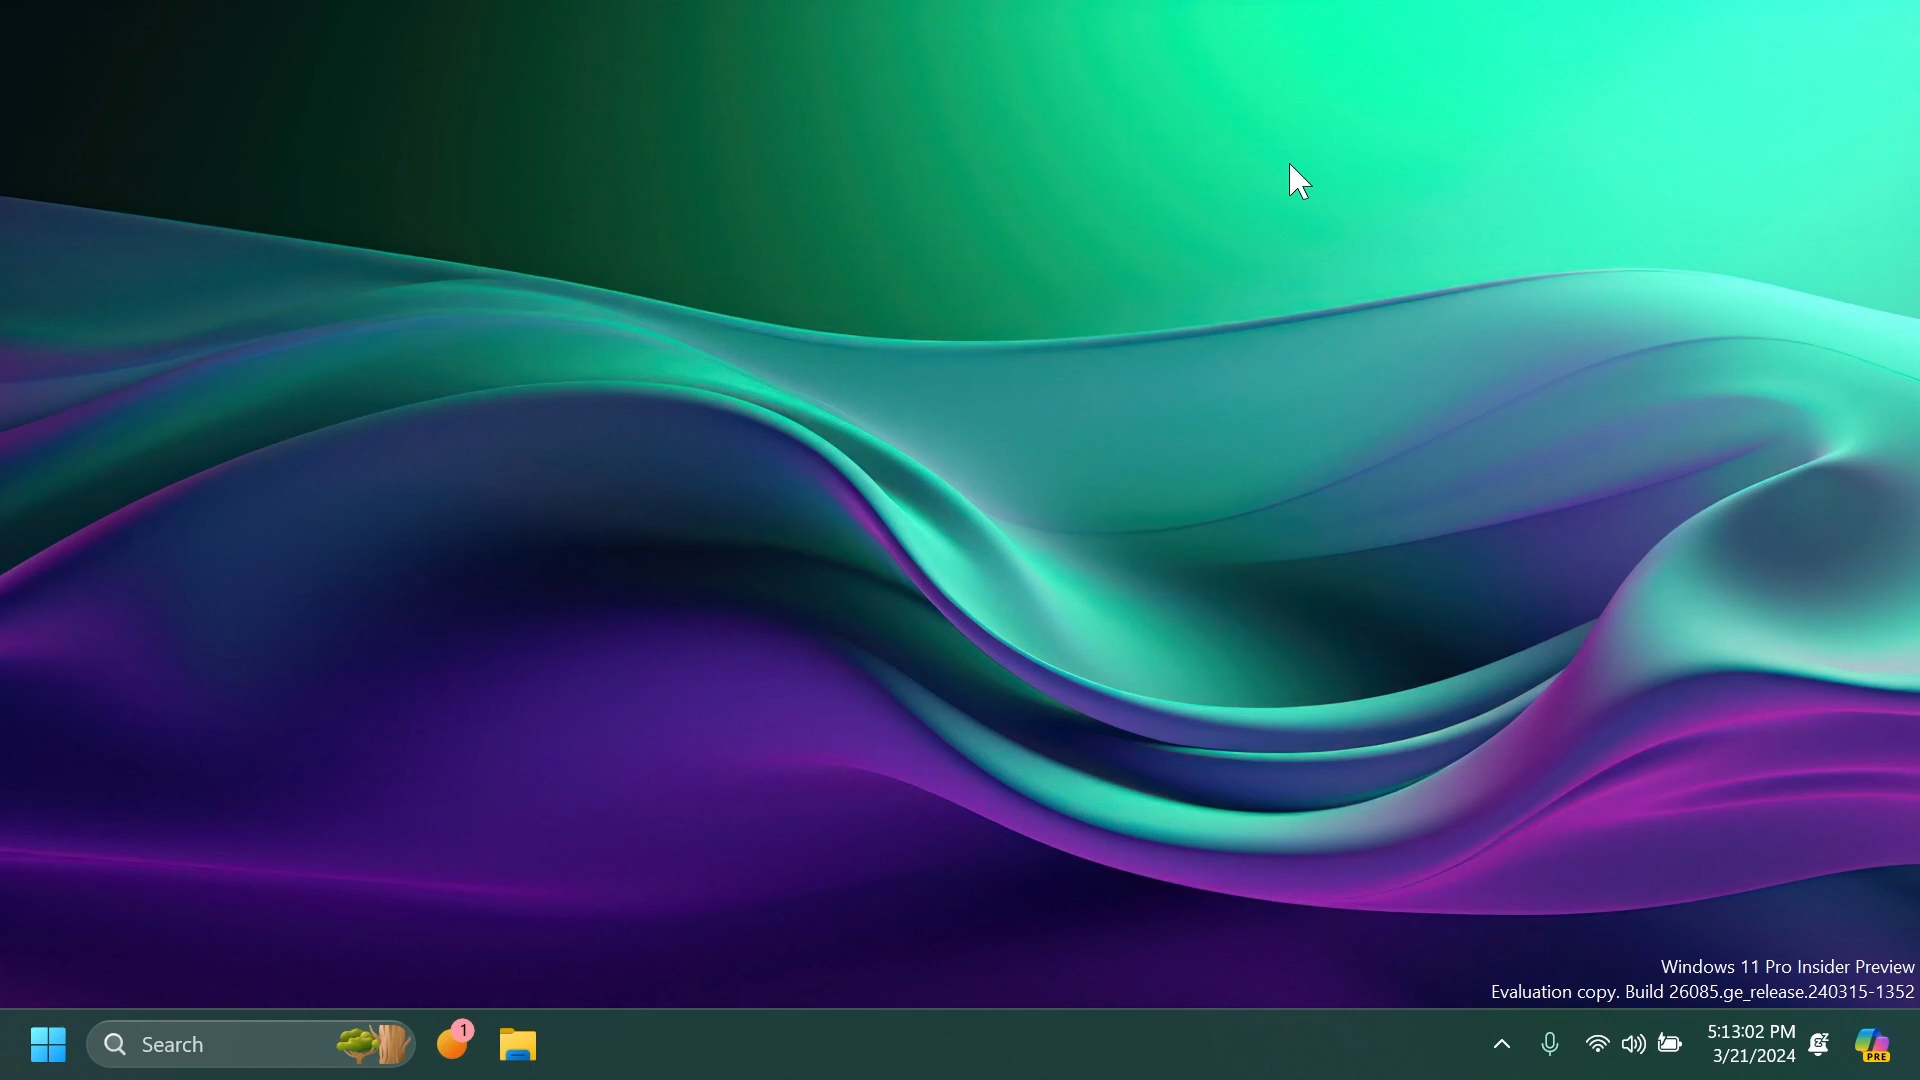 Windows 11 Pro Insider Preview
Evaluation copy. Build 26085.ge_release.240315-1352
Search
1
5:13:02 PM
3/21/2024
PRE